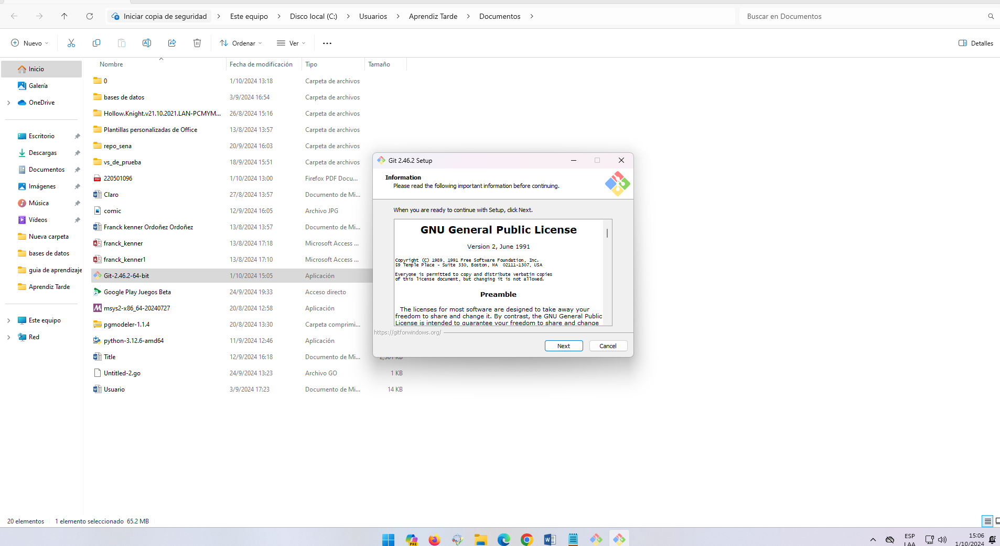 Iniciar copia de seguridad > Este equipo > Disco local (C:) > Usuarios > Aprendiz Tarde > Documentos >
Buscar en Documentos
Nuevo
Ordenar
Ver
Detalles
Nombre
Fecha de modificación
Tipo
Tamaño
Inicio
Galería
OneDrive
Escritorio
Descargas
Documentos
Imágenes
Música
Vídeos
Nueva carpeta
bases de datos
guia de aprendizaje
Aprendiz Tarde
Este equipo
Red
0 1/10/2024 13:18 Carpeta de archivos
bases de datos 3/9/2024 16:54 Carpeta de archivos
Hollow.Knight.v21.10.2021.LAN-PCMYM... 26/8/2024 15:16 Carpeta de archivos
Plantillas personalizadas de Office 13/8/2024 13:57 Carpeta de archivos
repo_sena 20/9/2024 16:03 Carpeta de archivos
vs_de_prueba 18/9/2024 15:51 Carpeta de archivos
220501096 1/10/2024 13:00 Firefox PDF Docu...
Claro 27/8/2024 13:57 Documento de Mi...
comic 12/9/2024 16:05 Archivo JPG
Franck kenner Ordoñez Ordoñez 13/8/2024 13:57 Documento de Mi...
franck_kenner 13/8/2024 17:18 Microsoft Access ...
franck_kenner1 13/8/2024 17:10 Microsoft Access ...
Git-2.46.2-64-bit 1/10/2024 15:05 Aplicación
Google Play Juegos Beta 24/9/2024 19:33 Acceso directo
msys2-x86_64-20240727 20/8/2024 12:58 Aplicación
pgmodeler-1.1.4 20/8/2024 13:30 Carpeta comprimi...
python-3.12.6-amd64 11/9/2024 12:46 Aplicación
Title 12/9/2024 16:18 Documento de Mi... KB
Untitled-2.go 24/9/2024 13:23 Archivo GO 1 KB
Usuario 3/9/2024 17:23 Documento de Mi... 14 KB
Git 2.46.2 Setup
Information
Please read the following important information before continuing.
When you are ready to continue with Setup, click Next.
GNU General Public License
Version 2, June 1991
Copyright (C) 1989, 1991 Free Software Foundation, Inc.
59 Temple Place - Suite 330, Boston, MA 02111-1307, USA
Everyone is permitted to copy and distribute verbatim copies
of this license document, but changing it is not allowed.
Preamble
The licenses for most software are designed to take away your
freedom to share and change it. By contrast, the GNU General Public
License is intended to guarantee your freedom to share and change
https://gitforwindows.org/
Next
Cancel
20 elementos
1 elemento seleccionado 65.2 MB
PRE
ESP
LAA
15:06
1/10/2024